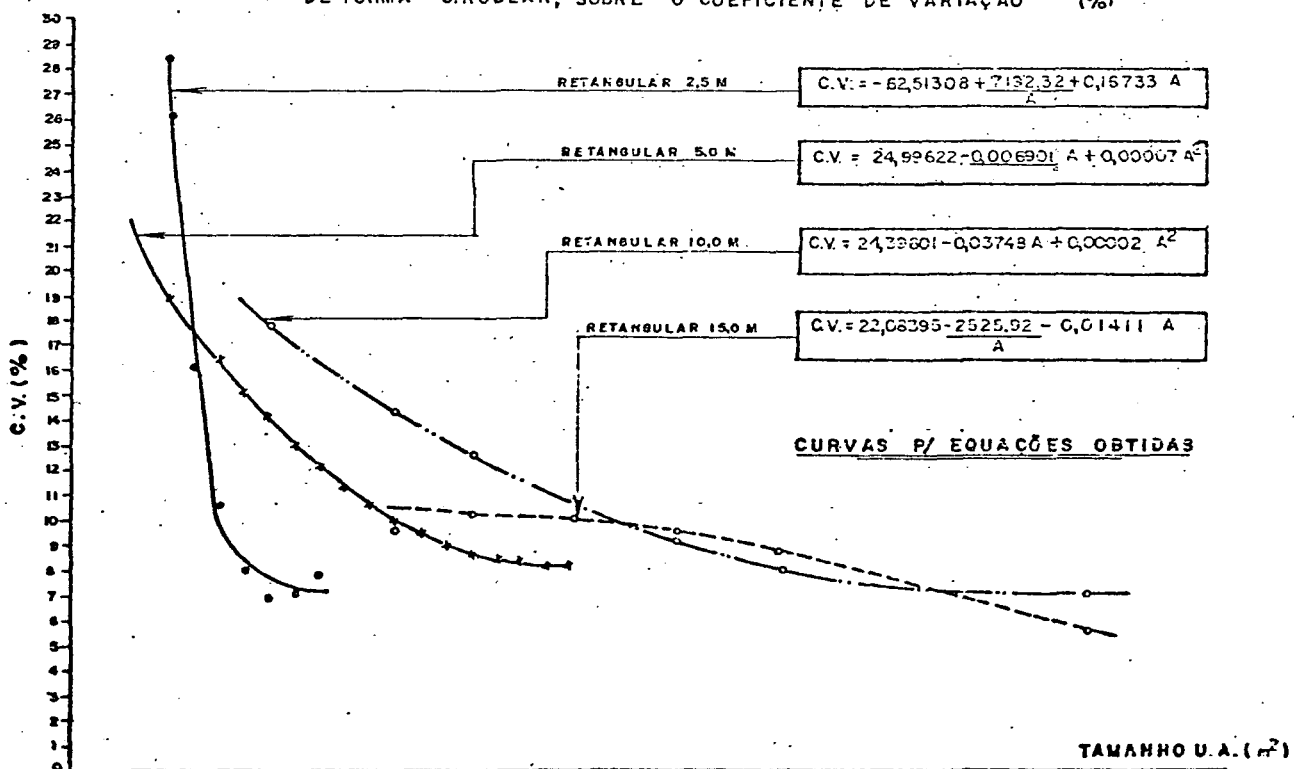 DE FORMA CIRCULAR, SOBRE O COEFICIENTE DE VARIAÇÃO (%)
30
29
28
27
26
25
24
23
22
21
20
19
18
17
16
15
14
13
12
11
10
9
8
7
6
5
4
3
2
1
0
C.V. (%)
RETANGULAR 2,5 M
C.V. = -62,51308 + 7192,32/A + 0,16733 A
RETANGULAR 5,0 M
C.V. = 24,99622 - 0,006901 A + 0,00007 A²
RETANGULAR 10,0 M
C.V. = 24,39601 - 0,03748 A + 0,00002 A²
RETANGULAR 15,0 M
C.V. = 22,08395 - 2525,92/A - 0,01411 A
CURVAS P/ EQUAÇÕES OBTIDAS
TAMANHO U.A. (m²)